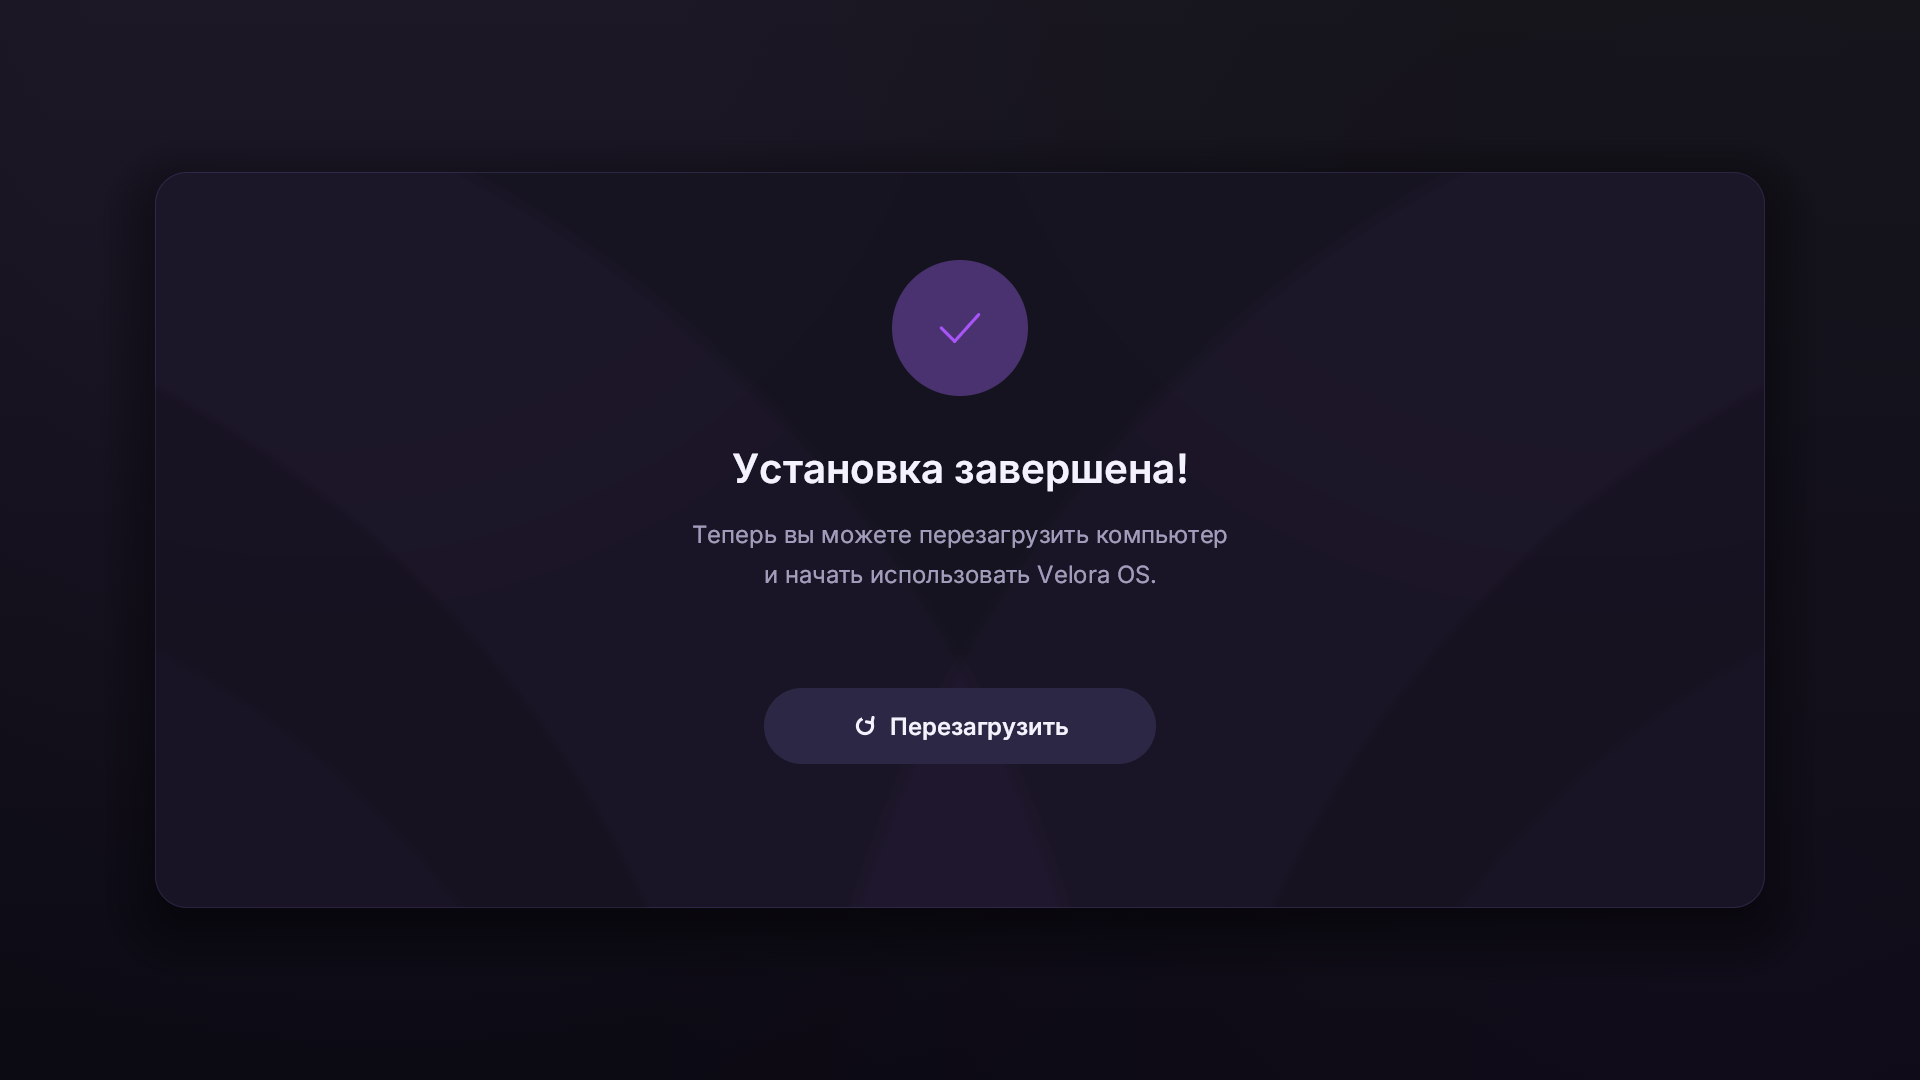 Установка завершена!
Теперь вы можете перезагрузить компьютер
и начать использовать Velora OS.
Перезагрузить